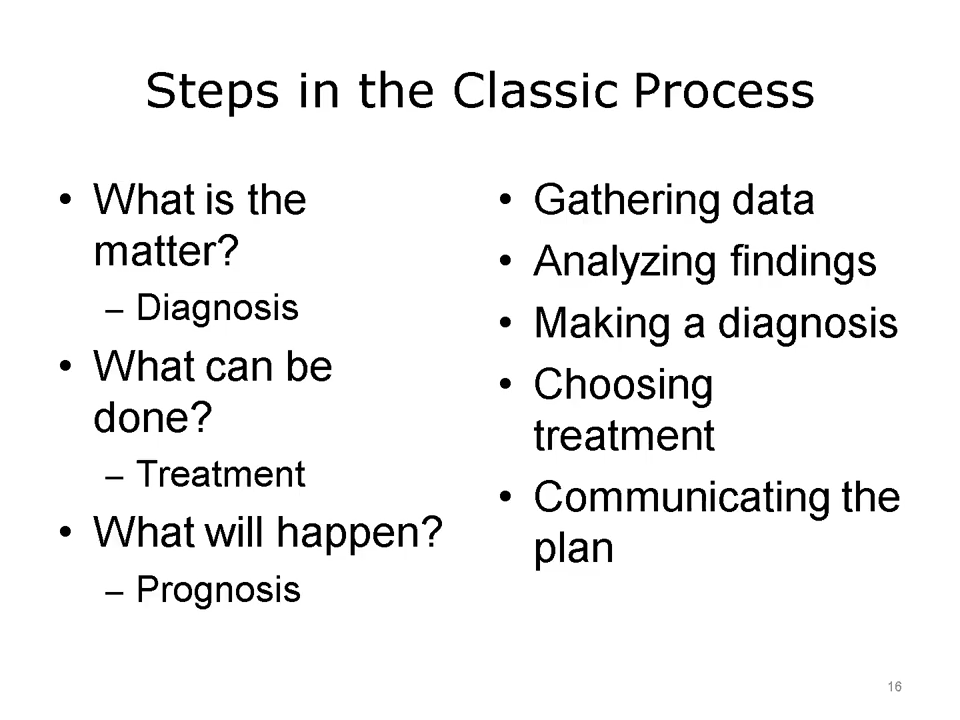 Steps in the Classic Process
• What is the
matter?
– Diagnosis
• What can be
done?
– Treatment
• What will happen?
– Prognosis
• Gathering data
• Analyzing findings
• Making a diagnosis
• Choosing
treatment
• Communicating the
plan
16